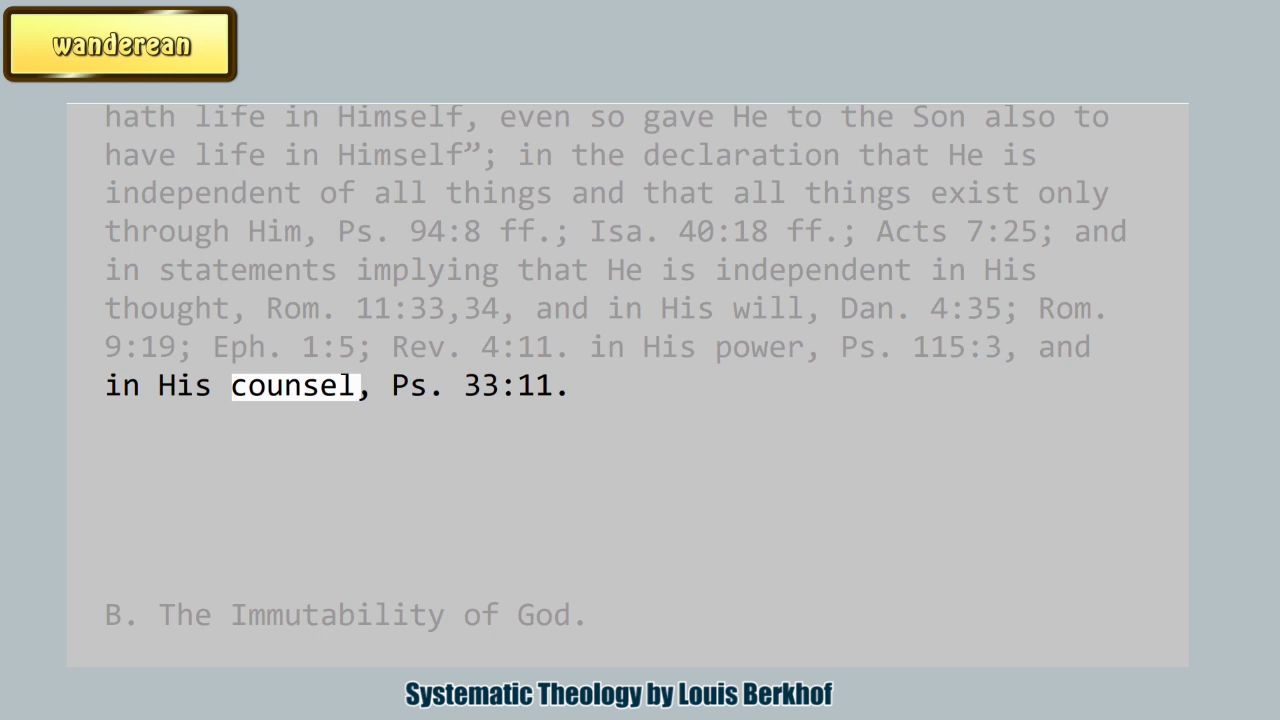 wanderean
hath life in Himself, even so gave He to the Son also to
have life in Himself”; in the declaration that He is
independent of all things and that all things exist only
through Him, Ps. 94:8 ff.; Isa. 40:18 ff.; Acts 7:25; and
in statements implying that He is independent in His
thought, Rom. 11:33,34, and in His will, Dan. 4:35; Rom.
9:19; Eph. 1:5; Rev. 4:11. in His power, Ps. 115:3, and
in His counsel, Ps. 33:11.
B. The Immutability of God.
Systematic Theology by Louis Berkhof